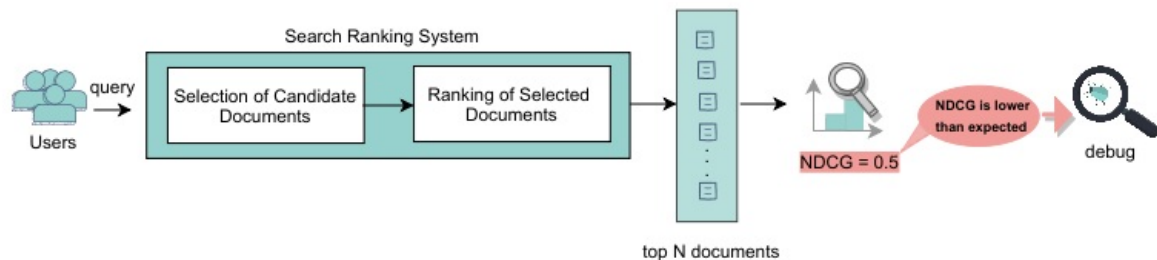 Search Ranking System
query
Users
Selection of Candidate
Documents
Ranking of Selected
Documents
top N documents
NDCG = 0.5
NDCG is lower
than expected
debug